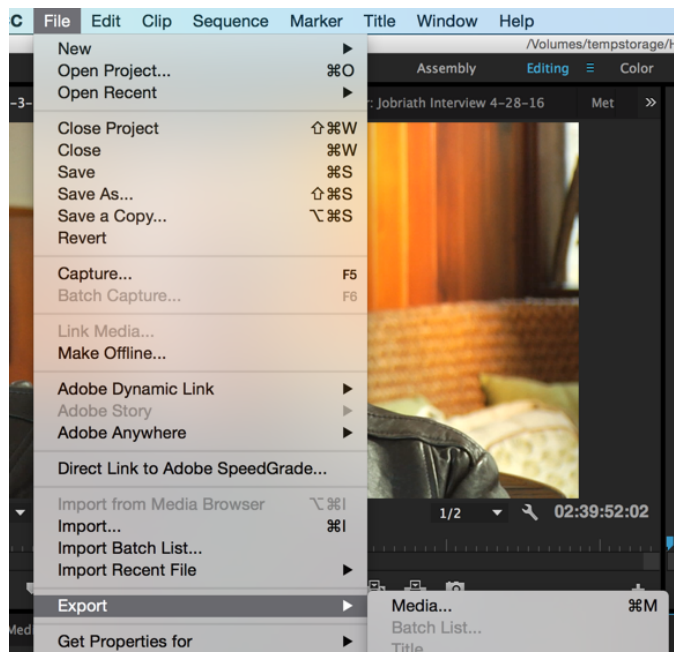 C File Edit Clip Sequence Marker Title Window Help
/Volumes/tempstorage/H
Assembly Editing ≡ Color
-3-
: Jobriath Interview 4-28-16 Met »
New ▶
Open Project... ⌘O
Open Recent ▶
Close Project ⇧⌘W
Close ⌘W
Save ⌘S
Save As... ⇧⌘S
Save a Copy... ⌥⌘S
Revert
Capture... F5
Batch Capture... F6
Link Media...
Make Offline...
Adobe Dynamic Link ▶
Adobe Story ▶
Adobe Anywhere ▶
Direct Link to Adobe SpeedGrade...
Import from Media Browser ⌥⌘I
Import... ⌘I
Import Batch List...
Import Recent File ▶
1/2 02:39:52:02
Export ▶
Media... ⌘M
Batch List...
Title...
Medi
Get Properties for ▶